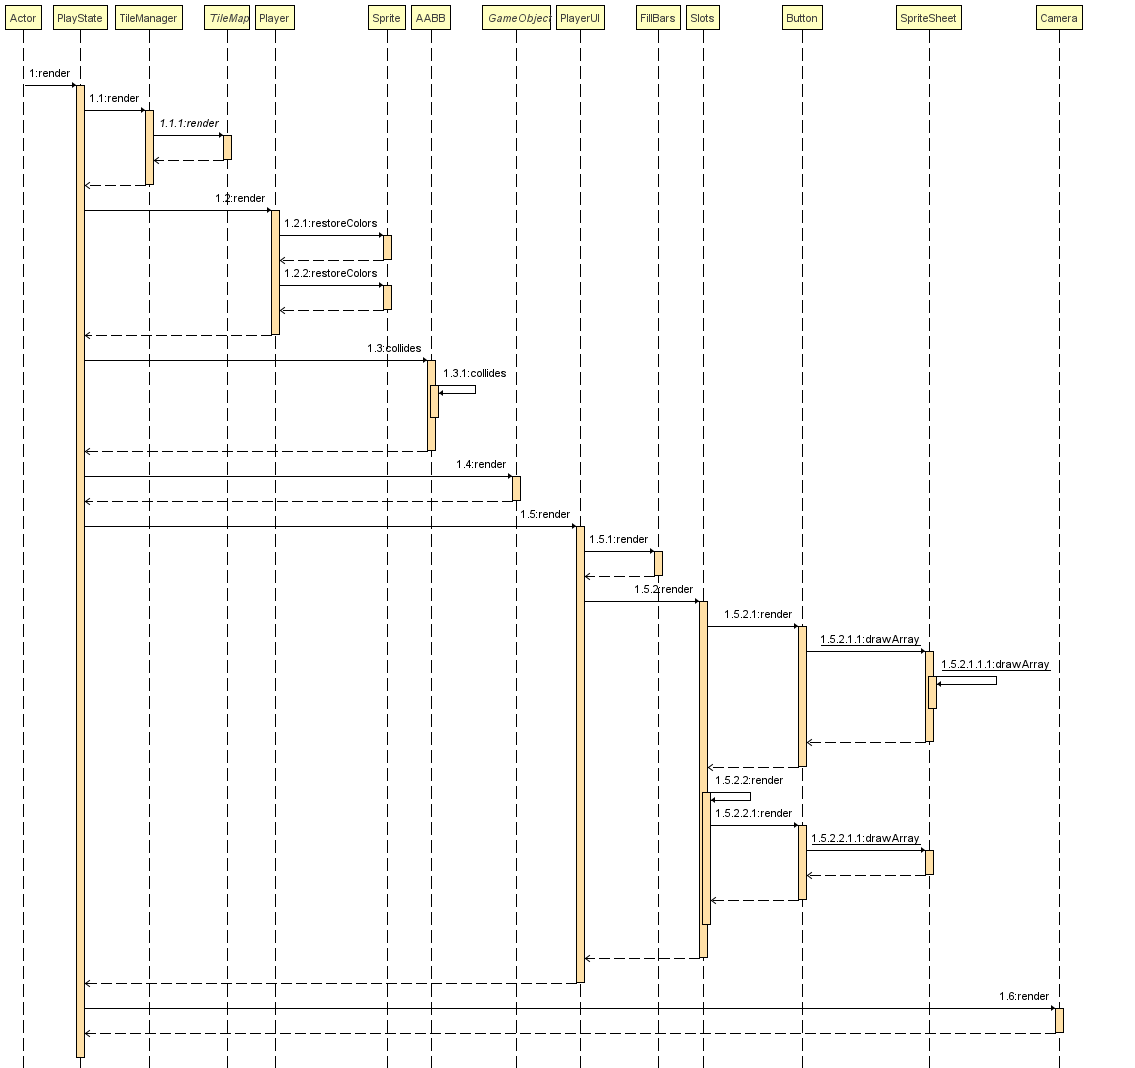 Actor
PlayState
TileManager
TileMap
Player
Sprite
AABB
GameObject
PlayerUI
FillBars
Slots
Button
SpriteSheet
Camera
1:render
1.1:render
1.1.1:render
1.2:render
1.2.1:restoreColors
1.2.2:restoreColors
1.3:collides
1.3.1:collides
1.4:render
1.5:render
1.5.1:render
1.5.2:render
1.5.2.1:render
1.5.2.1.1:drawArray
1.5.2.1.1.1:drawArray
1.5.2.2:render
1.5.2.2.1:render
1.5.2.2.1.1:drawArray
1.6:render